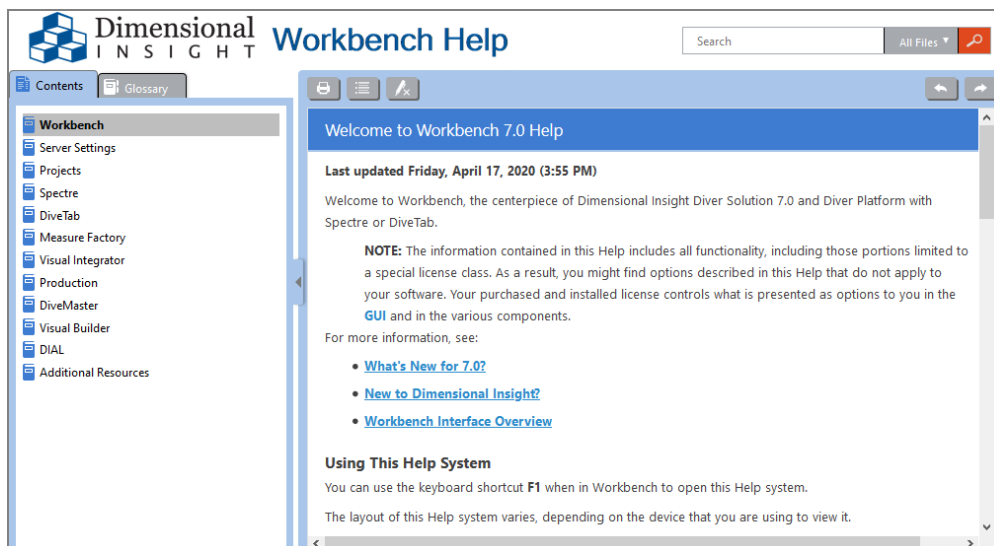 Dimensional
INSIGHT
Workbench Help
Search
All Files
Contents
Glossary
Workbench
Server Settings
Projects
Spectre
DiveTab
Measure Factory
Visual Integrator
Production
DiveMaster
Visual Builder
DIAL
Additional Resources
Welcome to Workbench 7.0 Help
Last updated Friday, April 17, 2020 (3:55 PM)
Welcome to Workbench, the centerpiece of Dimensional Insight Diver Solution 7.0 and Diver Platform with
Spectre or DiveTab.
NOTE: The information contained in this Help includes all functionality, including those portions limited to
a special license class. As a result, you might find options described in this Help that do not apply to
your software. Your purchased and installed license controls what is presented as options to you in the
GUI and in the various components.
For more information, see:
• What's New for 7.0?
• New to Dimensional Insight?
• Workbench Interface Overview
Using This Help System
You can use the keyboard shortcut F1 when in Workbench to open this Help system.
The layout of this Help system varies, depending on the device that you are using to view it.